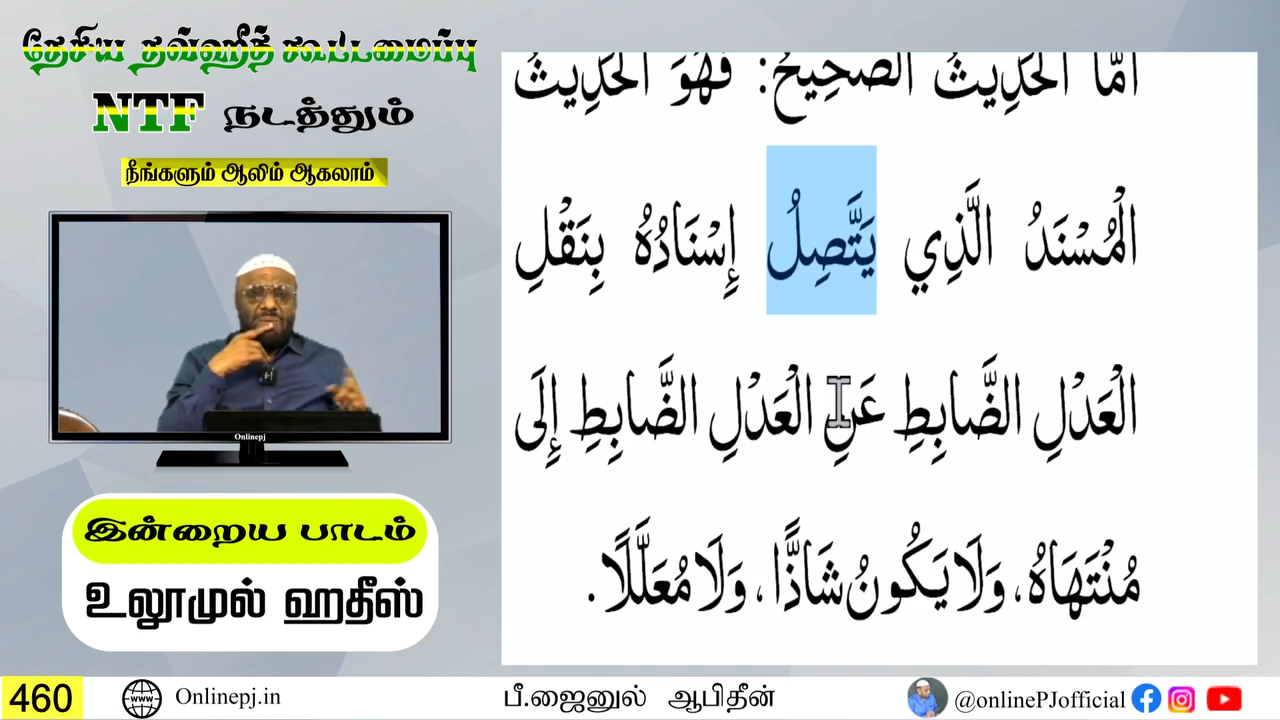 தேசிய தவ்ஹீத் கூட்டமைப்பு
NTF நடத்தும்
நீங்களும் ஆலிம் ஆகலாம்
Onlinepj
இன்றைய பாடம்
உலூமுல் ஹதீஸ்
أَمَّا الْحَدِيثُ الصَّحِيحُ: فَهُوَ الْحَدِيثُ
الْمُسْنَدُ الَّذِي يَتَّصِلُ إِسْنَادُهُ بِنَقْلِ
الْعَدْلِ الضَّابِطِ عَنِ الْعَدْلِ الضَّابِطِ إِلَى
مُنْتَهَاهُ، وَلَا يَكُونُ شَاذًّا، وَلَا مُعَلَّلًا.
460
www
Onlinepj.in
பீ.ஜைனுல் ஆபிதீன்
@onlinePJofficial